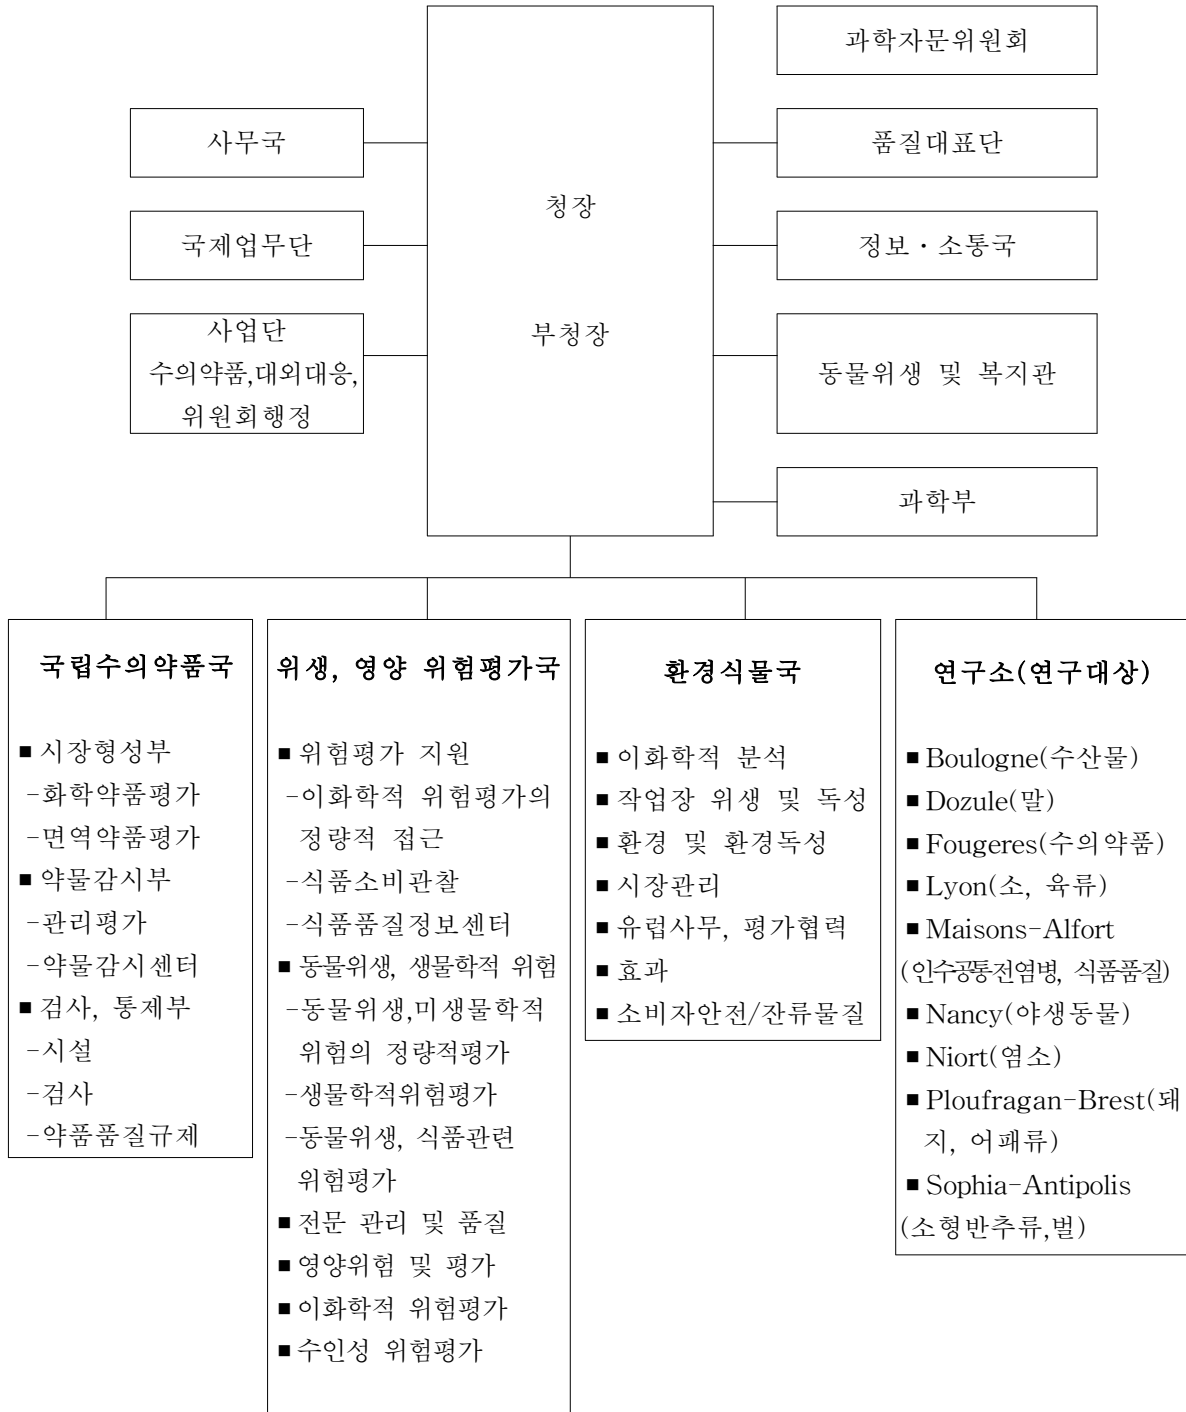 과학자문위원회
사무국
품질대표단
청장
국제업무단
정보・소통국
사업단
수의약품,대외대응,
위원회행정
부청장
동물위생 및 복지관
과학부
국립수의약품국
■ 시장형성부
-화학약품평가
-면역약품평가
■ 약물감시부
-관리평가
-약물감시센터
■ 검사, 통제부
-시설
-검사
-약품품질규제
위생, 영양 위험평가국
■ 위험평가 지원
-이화학적 위험평가의
정량적 접근
-식품소비관찰
-식품품질정보센터
■ 동물위생, 생물학적 위험
-동물위생,미생물학적
위험의 정량적평가
-생물학적위험평가
-동물위생, 식품관련
위험평가
■ 전문 관리 및 품질
■ 영양위험 및 평가
■ 이화학적 위험평가
■ 수인성 위험평가
환경식물국
■ 이화학적 분석
■ 작업장 위생 및 독성
■ 환경 및 환경독성
■ 시장관리
■ 유럽사무, 평가협력
■ 효과
■ 소비자안전/잔류물질
연구소(연구대상)
■ Boulogne(수산물)
■ Dozule(말)
■ Fougeres(수의약품)
■ Lyon(소, 육류)
■ Maisons-Alfort
(인수공통전염병, 식품품질)
■ Nancy(야생동물)
■ Niort(염소)
■ Ploufragan-Brest(돼
지, 어패류)
■ Sophia-Antipolis
(소형반추류,벌)